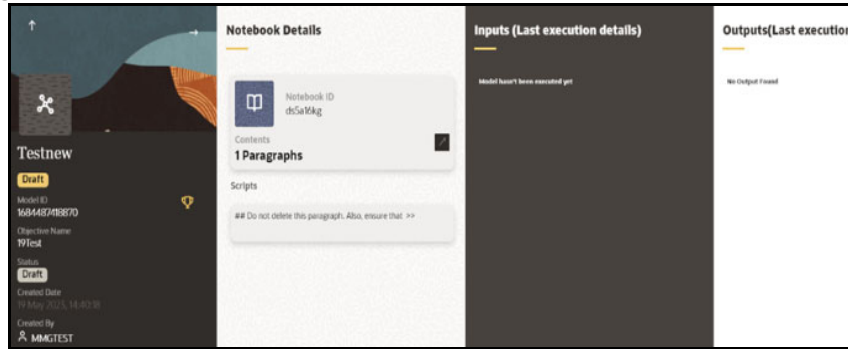 Testnew
Draft
Model ID
1684487418870
Objective Name
19Test
Status
Draft
Created Date
19 May 2023, 14:40:18
Created By
MMGTEST
Notebook Details
Notebook ID
ds5a16kg
Contents
1 Paragraphs
Scripts
## Do not delete this paragraph. Also, ensure that >>
Inputs (Last execution details)
Model hasn't been executed yet
Outputs(Last execution
No Output Found